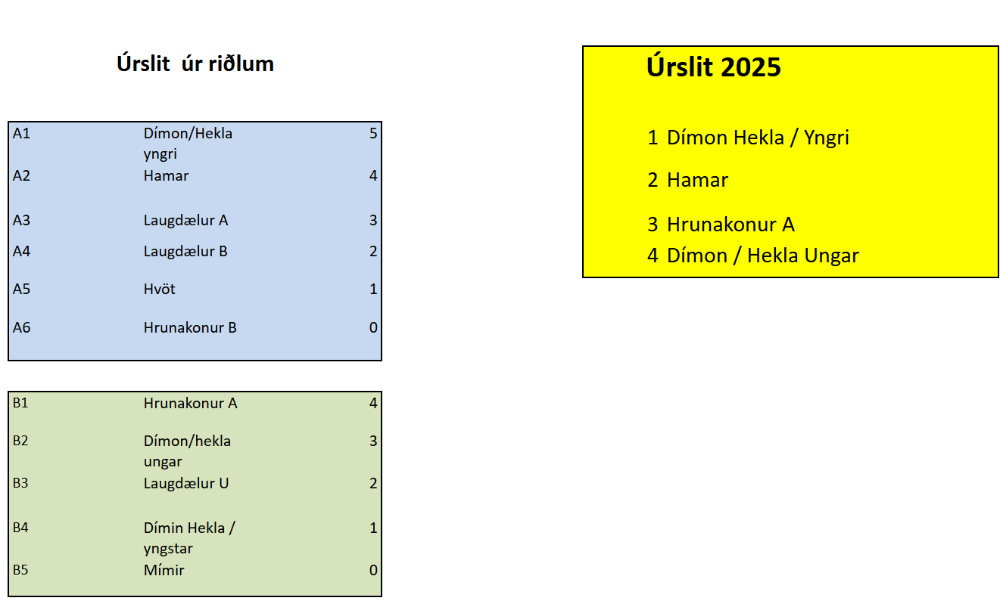 Úrslit  úr riðlum
A1 Dímon/Hekla 5
yngri
A2 Hamar 4
A3 Laugdælur A 3
A4 Laugdælur B 2
A5 Hvöt 1
A6 Hrunakonur B 0
B1 Hrunakonur A 4
B2 Dímon/hekla 3
ungar
B3 Laugdælur U 2
B4 Dímin Hekla / 1
yngstar
B5 Mímir 0
Úrslit 2025
1 Dímon Hekla / Yngri
2 Hamar
3 Hrunakonur A
4 Dímon / Hekla Ungar